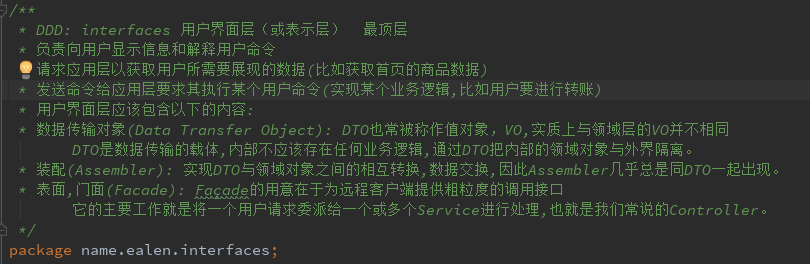 /**
* DDD: interfaces 用户界面层（或表示层） 最顶层
* 负责向用户显示信息和解释用户命令
请求应用层以获取用户所需要展现的数据(比如获取首页的商品数据)
* 发送命令给应用层要求其执行某个用户命令(实现某个业务逻辑,比如用户要进行转账)
* 用户界面层应该包含以下的内容:
* 数据传输对象(Data Transfer Object): DTO也常被称作值对象，VO,实质上与领域层的VO并不相同
DTO是数据传输的载体,内部不应该存在任何业务逻辑,通过DTO把内部的领域对象与外界隔离。
* 装配(Assembler): 实现DTO与领域对象之间的相互转换,数据交换,因此Assembler几乎总是同DTO一起出现。
* 表面,门面(Facade): Façade的用意在于为远程客户端提供粗粒度的调用接口
它的主要工作就是将一个用户请求委派给一个或多个Service进行处理,也就是我们常说的Controller。
*/
package name.ealen.interfaces;